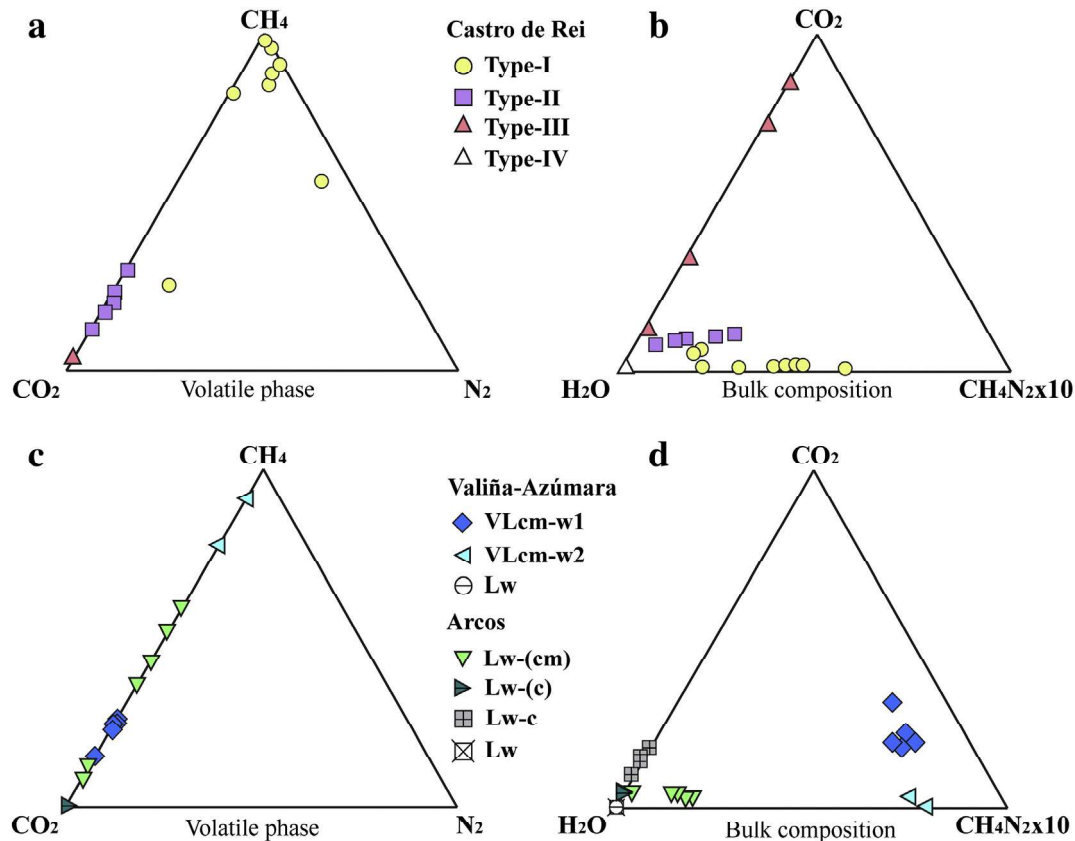 a
CH4
Castro de Rei
Type-I
Type-II
Type-III
Type-IV
CO2
Volatile phase
N2
b
CO2
H2O
Bulk composition
CH4N2x10
c
CH4
Valiña-Azúmara
VLcm-w1
VLcm-w2
Lw
Arcos
Lw-(cm)
Lw-(c)
Lw-c
Lw
CO2
Volatile phase
N2
d
CO2
H2O
Bulk composition
CH4N2x10